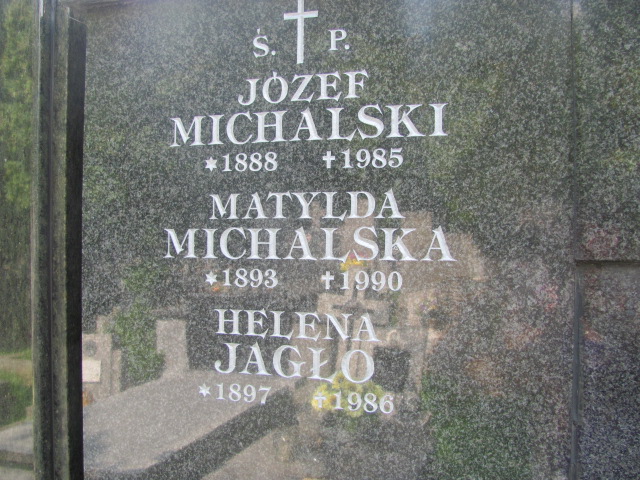 Ś. P.
JÓZEF
MICHALSKI
*1888 +1985
MATYLDA
MICHALSKA
*1893 +1990
HELENA
JAGŁO
*1897 +1986